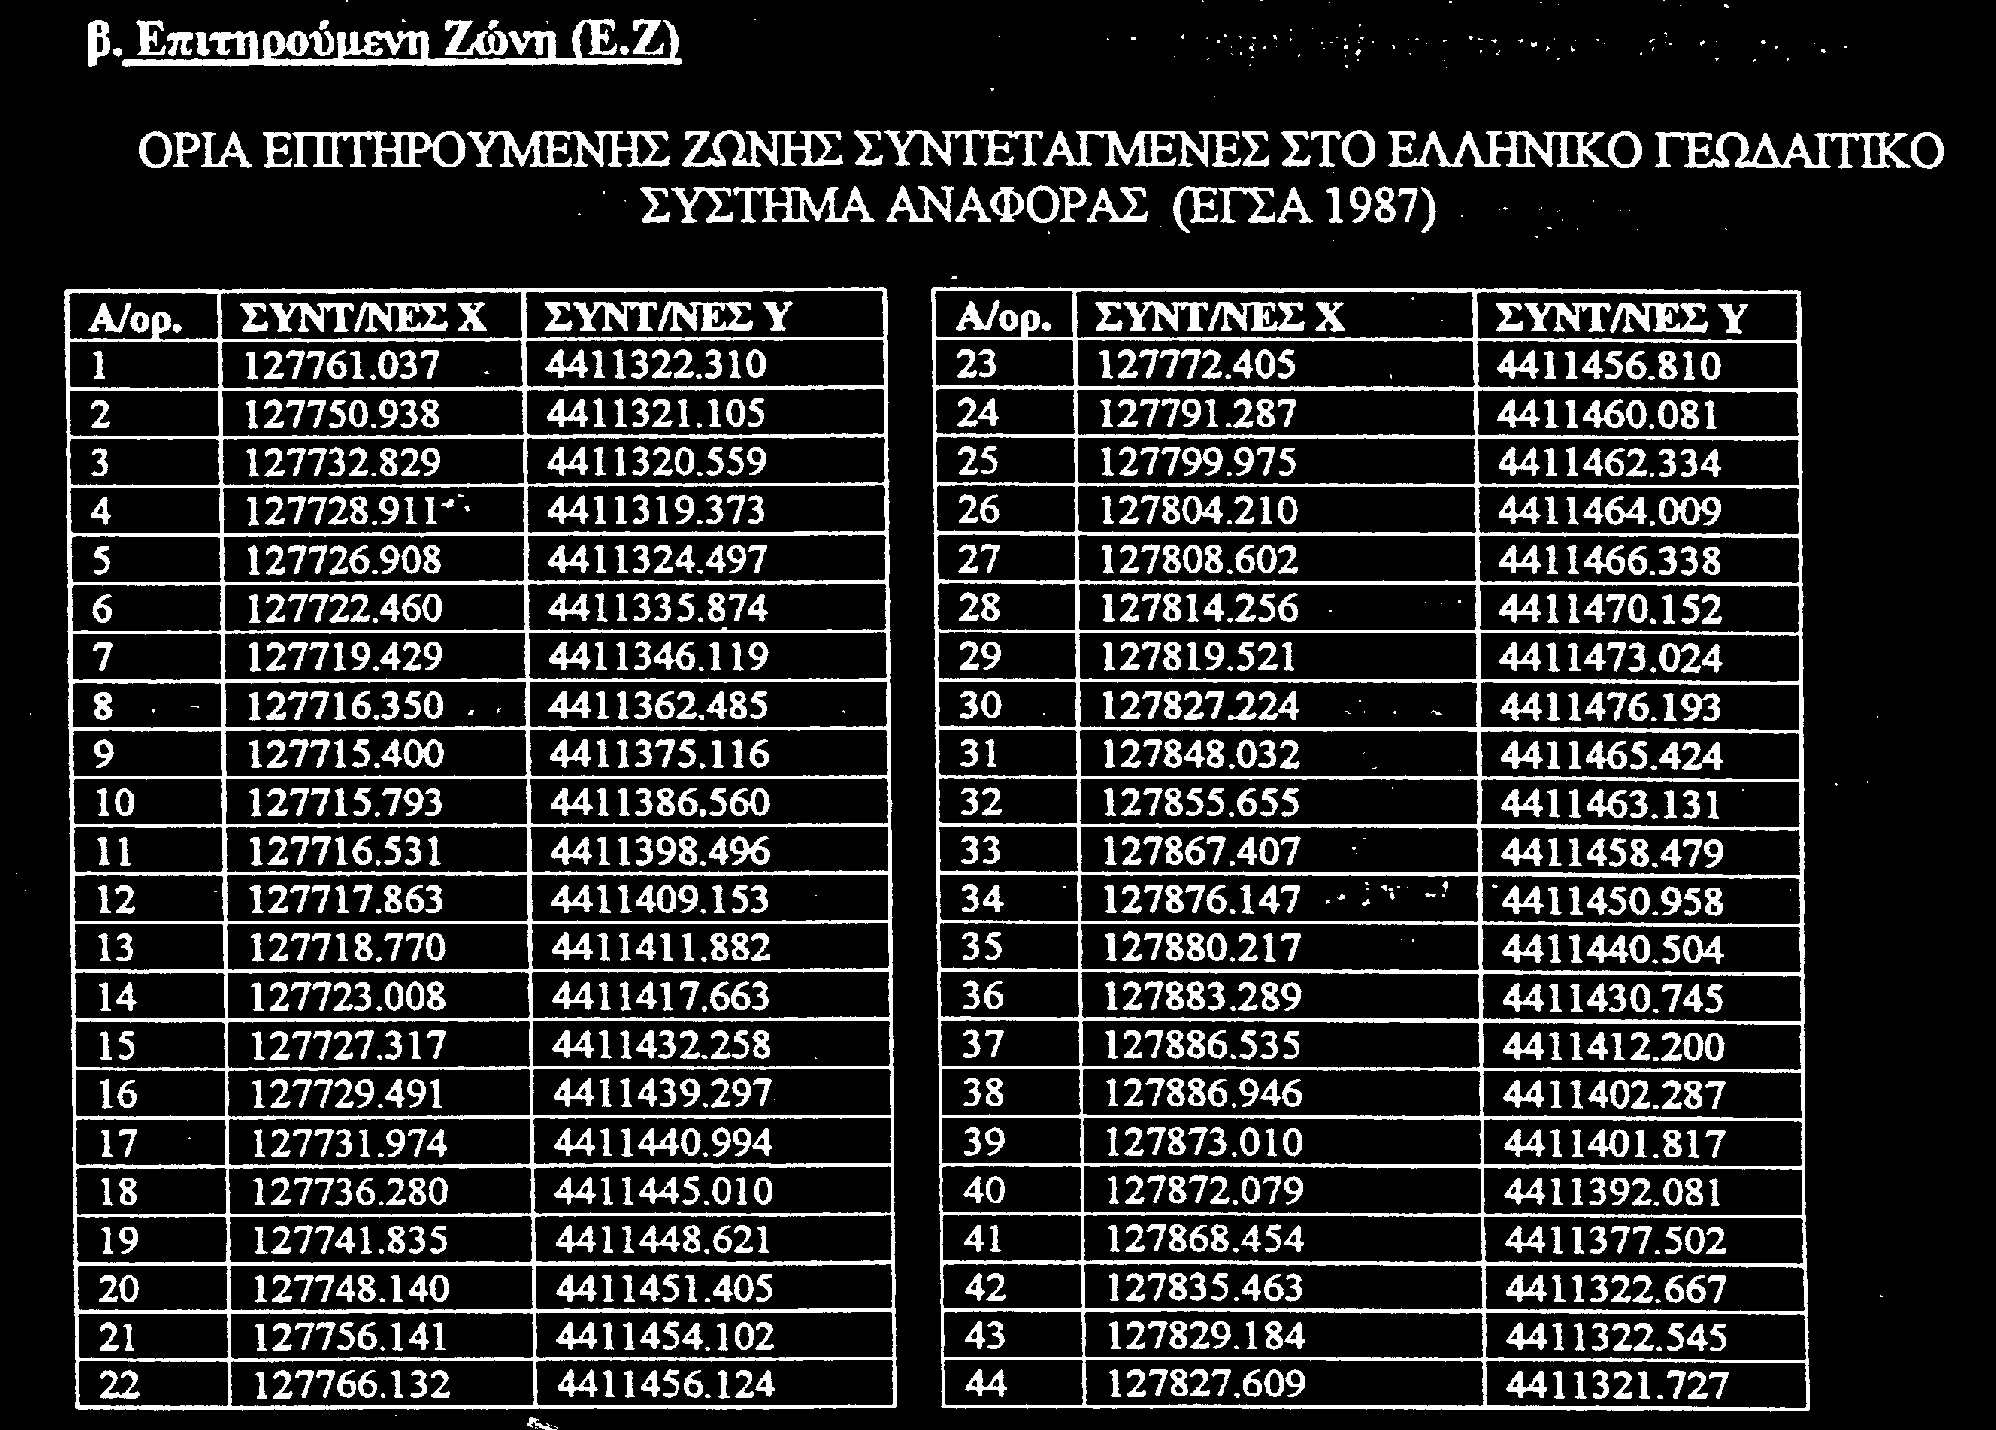 β. Επιτηρούμενη Ζώνη (Ε.Ζ)
ΟΡΙΑ ΕΠΙΤΗΡΟΥΜΕΝΗΣ ΖΩΝΗΣ ΣΥΝΤΕΤΑΓΜΕΝΕΣ ΣΤΟ ΕΛΛΗΝΙΚΟ ΓΕΩΔΑΙΤΙΚΟ
ΣΥΣΤΗΜΑ ΑΝΑΦΟΡΑΣ (ΕΓΣΑ 1987)
Α/ορ. ΣΥΝΤ/ΝΕΣ Χ ΣΥΝΤ/ΝΕΣ Υ
1 127761.037 4411322.310
2 127750.938 4411321.105
3 127732.829 4411320.559
4 127728.911 4411319.373
5 127726.908 4411324.497
6 127722.460 4411335.874
7 127719.429 4411346.119
8 127716.350 4411362.485
9 127715.400 4411375.116
10 127715.793 4411386.560
11 127716.531 4411398.496
12 127717.863 4411409.153
13 127718.770 4411411.882
14 127723.008 4411417.663
15 127727.317 4411432.258
16 127729.491 4411439.297
17 127731.974 4411440.994
18 127736.280 4411445.010
19 127741.835 4411448.621
20 127748.140 4411451.405
21 127756.141 4411454.102
22 127766.132 4411456.124
Α/ορ. ΣΥΝΤ/ΝΕΣ Χ ΣΥΝΤ/ΝΕΣ Υ
23 127772.405 4411456.810
24 127791.287 4411460.081
25 127799.975 4411462.334
26 127804.210 4411464.009
27 127808.602 4411466.338
28 127814.256 4411470.152
29 127819.521 4411473.024
30 127827.224 4411476.193
31 127848.032 4411465.424
32 127855.655 4411463.131
33 127867.407 4411458.479
34 127876.147 4411450.958
35 127880.217 4411440.504
36 127883.289 4411430.745
37 127886.535 4411412.200
38 127886.946 4411402.287
39 127873.010 4411401.817
40 127872.079 4411392.081
41 127868.454 4411377.502
42 127835.463 4411322.667
43 127829.184 4411322.545
44 127827.609 4411321.727